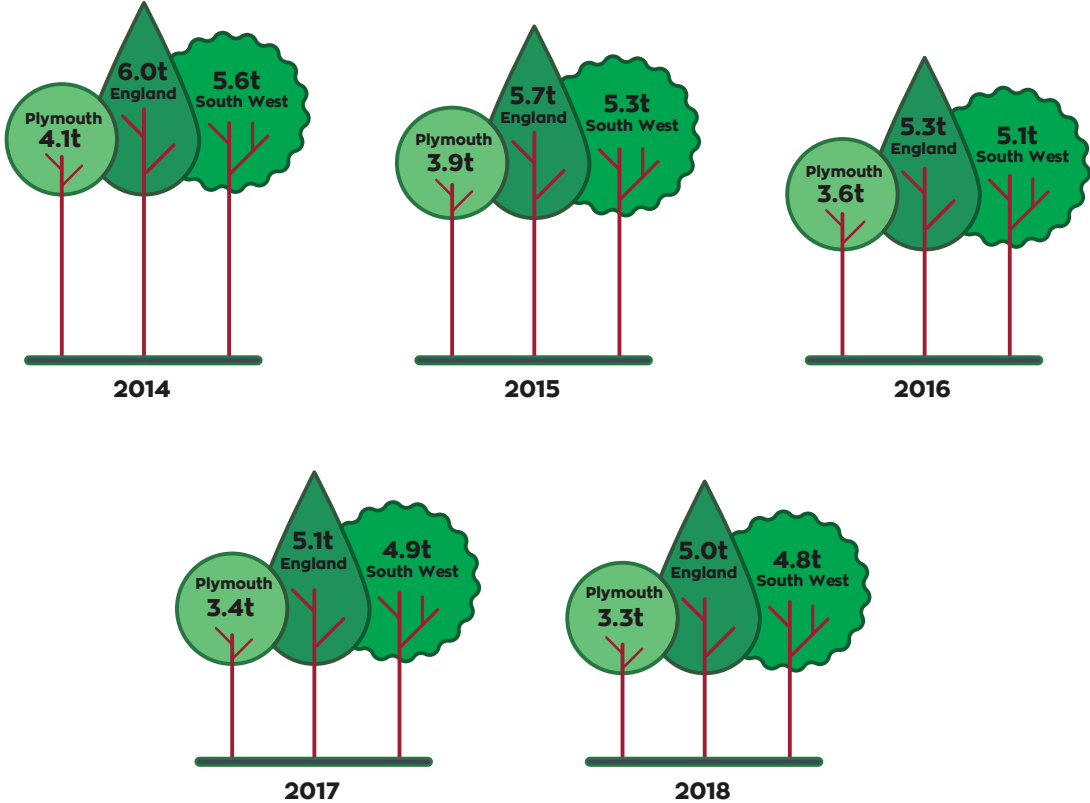 Plymouth
4.1t
6.0t
England
5.6t
South West
2014
Plymouth
3.9t
5.7t
England
5.3t
South West
2015
Plymouth
3.6t
5.3t
England
5.1t
South West
2016
Plymouth
3.4t
5.1t
England
4.9t
South West
2017
Plymouth
3.3t
5.0t
England
4.8t
South West
2018